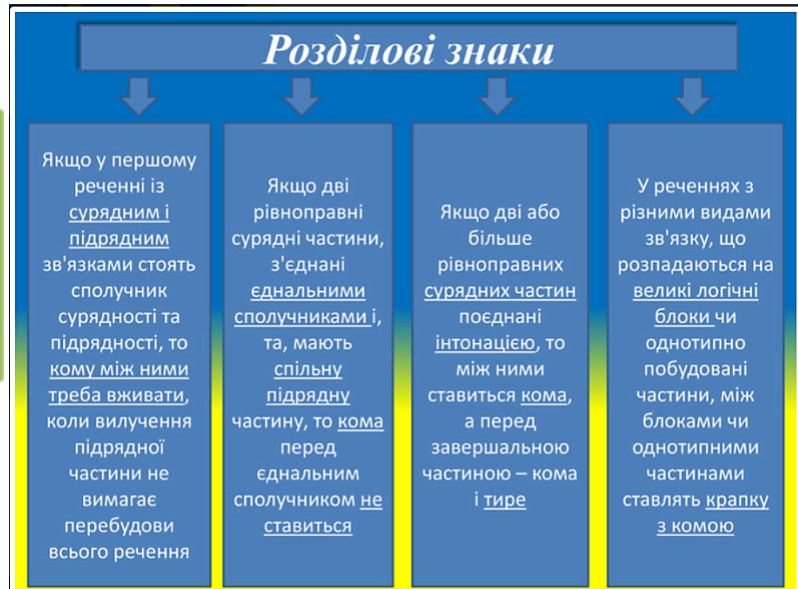 Розділові знаки
Якщо у першому
реченні із
сурядним і
підрядним
зв'язками стоять
сполучник
сурядності та
підрядності, то
кому між ними
треба вживати,
коли вилучення
підрядної
частини не
вимагає
перебудови
всього речення
Якщо дві
рівноправні
сурядні частини,
з'єднані
єднальними
сполучниками і,
та, мають
спільну
підрядну
частину, то кома
перед
єднальним
сполучником не
ставиться
Якщо дві або
більше
рівноправних
сурядних частин
поєднані
інтонацією, то
між ними
ставиться кома,
а перед
завершальною
частиною – кома
і тире
У реченнях з
різними видами
зв'язку, що
розпадаються на
великі логічні
блоки чи
однотипно
побудовані
частини, між
блоками чи
однотипними
частинами
ставлять крапку
з комою